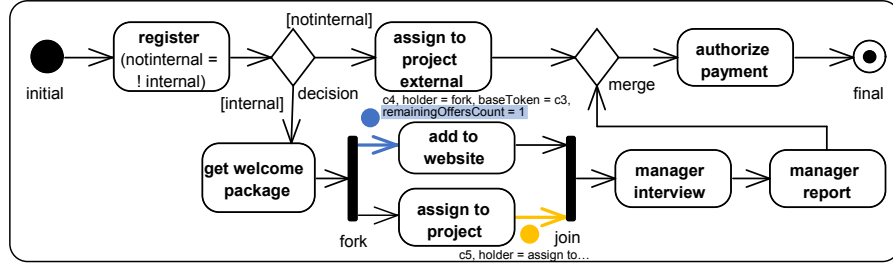 [notinternal]
register
(notinternal =
! internal)
assign to
project
external
authorize
payment
initial
decision
merge
final
[internal]
c4, holder = fork, baseToken = c3,
remainingOffersCount = 1
get welcome
package
add to
website
manager
interview
manager
report
assign to
project
fork
join
c5, holder = assign to…